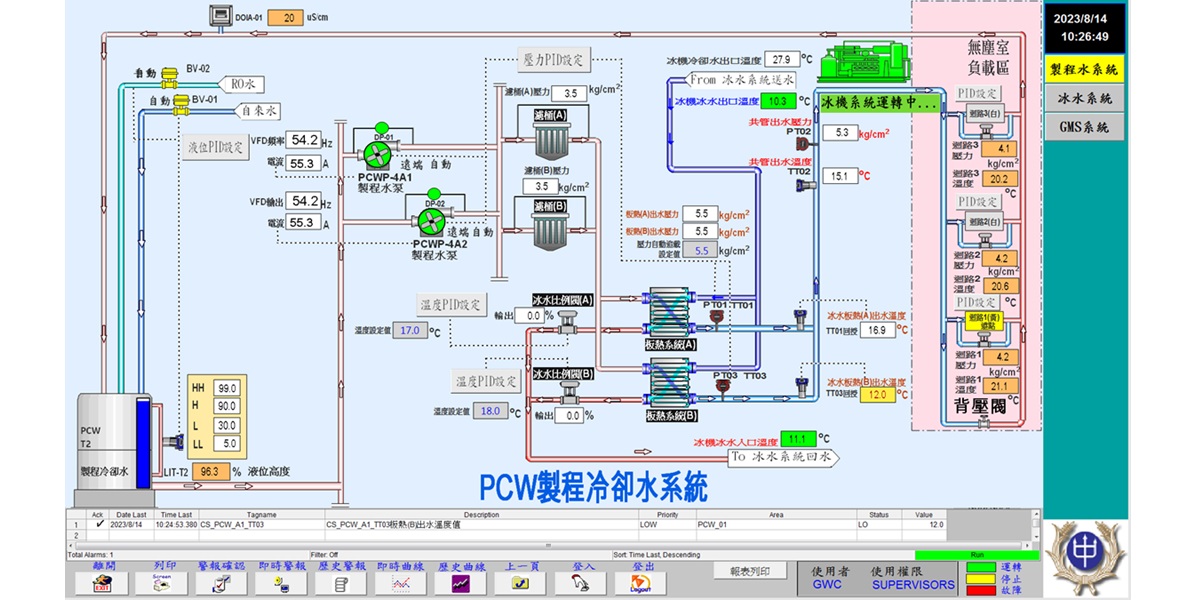 DOIA-01 20 uS/cm
自動 BV-02
RO水
自動 BV-01
自來水
液位PID設定
VFD頻率 54.2 Hz
電流 55.3 A
VFD輸出 54.2 Hz
電流 55.3 A
DP-01
遠端 自動
PCWP-4A1
製程水泵
DP-02
遠端 自動
PCWP-4A2
製程水泵
壓力PID設定
濾桶(A)壓力 3.5 kg/cm²
濾桶(A)
濾桶(B)壓力
3.5 kg/cm²
濾桶(B)
冰機冷卻水出口溫度 27.9 °C
From 冰水系統送水
冰機冰水出口溫度 10.3 °C
冰機系統運轉中...
共管出水壓力
PT02 5.3 kg/cm²
共管出水溫度
TT02 15.1 °C
板熱(A)出水壓力 5.5 kg/cm²
板熱(B)出水壓力 5.5 kg/cm²
壓力自動追蹤
設定值 5.5 kg/cm²
溫度PID設定
溫度設定值 17.0 °C
冰水比例閥(A)
輸出 0.0 %
板熱系統(A)
PT01 TT01
冰水板熱(A)出水溫度
TT01回授 16.9 °C
溫度PID設定
溫度設定值 18.0 °C
冰水比例閥(B)
輸出 0.0 %
板熱系統(B)
PT03 TT03
冰水板熱(B)出水溫度
TT03回授 12.0 °C
冰機冰水入口溫度 11.1 °C
To 冰水系統回水
無塵室
負載區
PID設定
迴路3(台)
迴路3
壓力 4.1
kg/cm²
迴路3
溫度 20.2
°C
PID設定
迴路2(台)
迴路2
壓力 4.2
kg/cm²
迴路2
溫度 20.6
°C
PID設定
迴路1(黃)
迴路1
壓力 4.2
kg/cm²
迴路1
溫度 21.1
°C
背壓閥
HH 99.0
H 90.0
L 30.0
LL 5.0
PCW
T2
製程冷卻水
LIT-T2 96.3 % 液位高度
PCW製程冷卻水系統
2023/8/14
10:26:49
製程水系統
冰水系統
GMS系統
Ack Date Last Time Last Tagname Description Priority Area Status Value
1 ✓ 2023/8/14 10:24:53.380 CS_PCW_A1_TT03 CS_PCW_A1_TT03板熱(B)出水溫度值 LOW PCW_01 LO 12.0
2
Total Alarms: 1 Filter: Off Sort: Time Last, Descending Run
離開 列印 警報確認 即時警報 歷史警報 即時曲線 歷史曲線 上一頁 登入 登出
EXIT Screen Logout
報表列印
使用者 使用權限
GWC SUPERVISORS
運轉
停止
故障